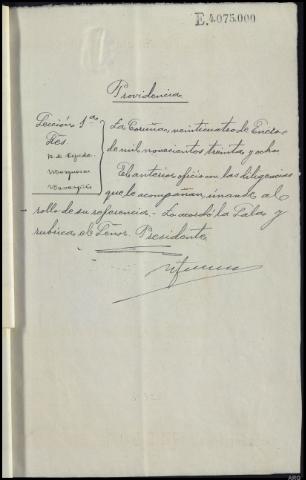 E.4.075.000
Providencia
Sección 1ª
Sres.
La Coruña, veinticuatro de Enero
de mil novecientos treinta y ocho
El anterior oficio con las diligencias
que lo acompañan, únanse al
rollo de su referencia.- Lo acordó la Sala y
rubrica el Señor Presidente